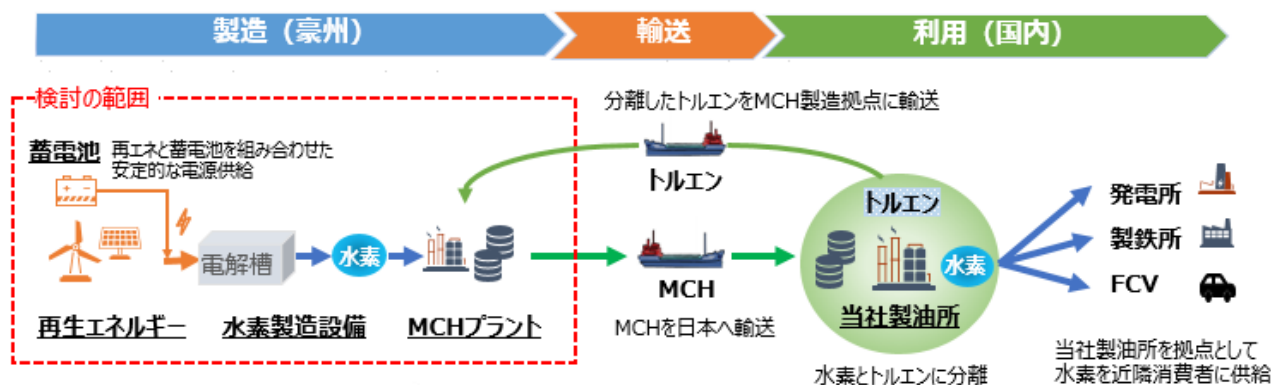 製造（豪州）
輸送
利用（国内）
検討の範囲
蓄電池
再エネと蓄電池を組み合わせた
安定的な電源供給
電解槽
水素
再生エネルギー
水素製造設備
MCHプラント
分離したトルエンをMCH製造拠点に輸送
トルエン
MCH
MCHを日本へ輸送
トルエン
水素
当社製油所
水素とトルエンに分離
発電所
製鉄所
FCV
当社製油所を拠点として
水素を近隣消費者に供給